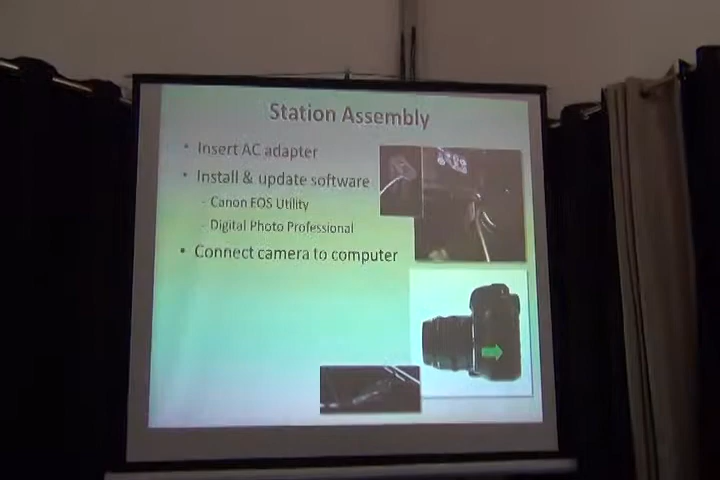 Station Assembly
• Insert AC adapter
• Install & update software
- Canon EOS Utility
- Digital Photo Professional
• Connect camera to computer